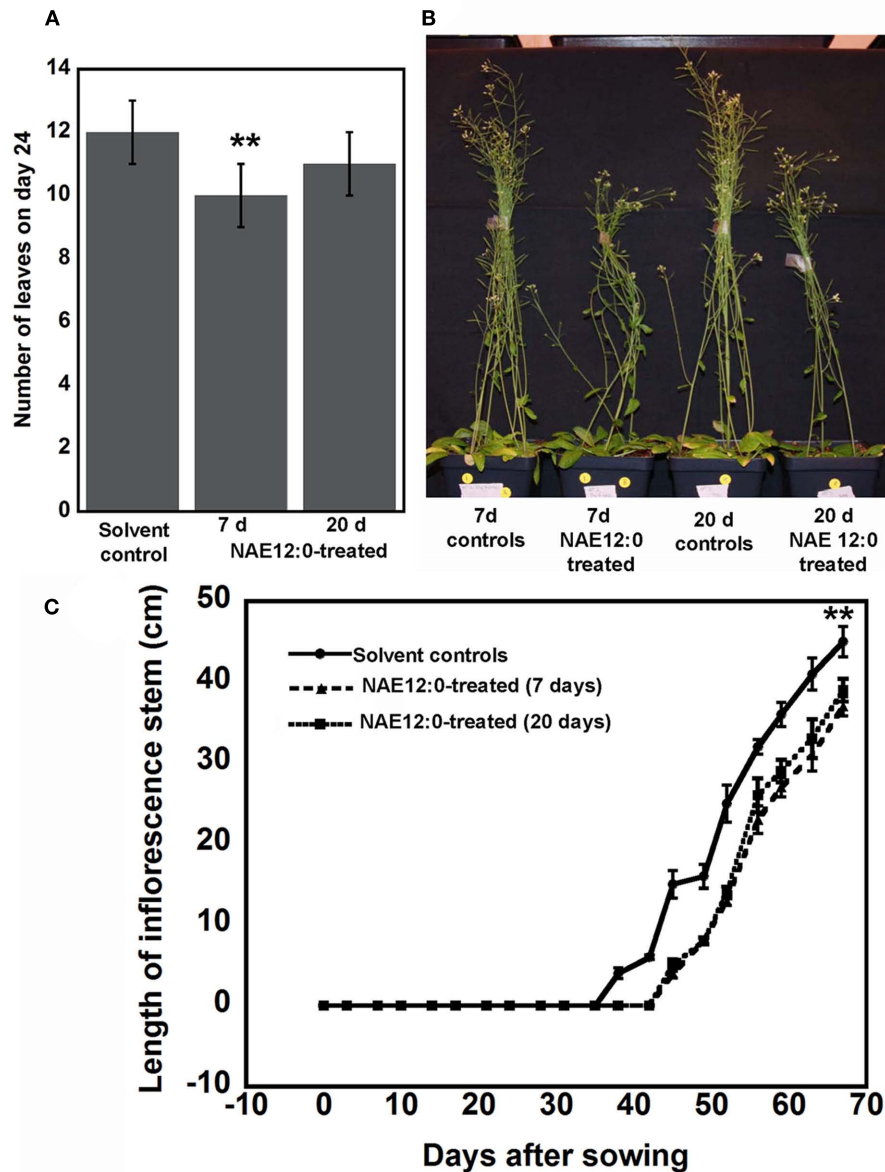 A
B
14
12
10
8
6
4
2
0
Number of leaves on day 24
**
Solvent
control
7 d
20 d
NAE12:0-treated
7d
controls
7d
NAE12:0
treated
20 d
controls
20 d
NAE 12:0
treated
C
50
40
30
20
10
0
-10
Length of inflorescence stem (cm)
**
Solvent controls
NAE12:0-treated (7 days)
NAE12:0-treated (20 days)
-10
0
10
20
30
40
50
60
70
Days after sowing